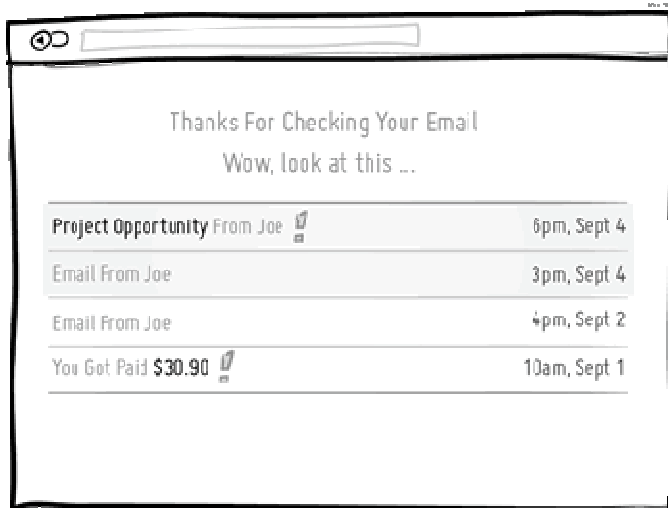 Thanks For Checking Your Email
Wow, look at this ...
Project Opportunity From Joe ! 6pm, Sept 4
Email From Joe 3pm, Sept 4
Email From Joe 4pm, Sept 2
You Got Paid $30.90 ! 10am, Sept 1